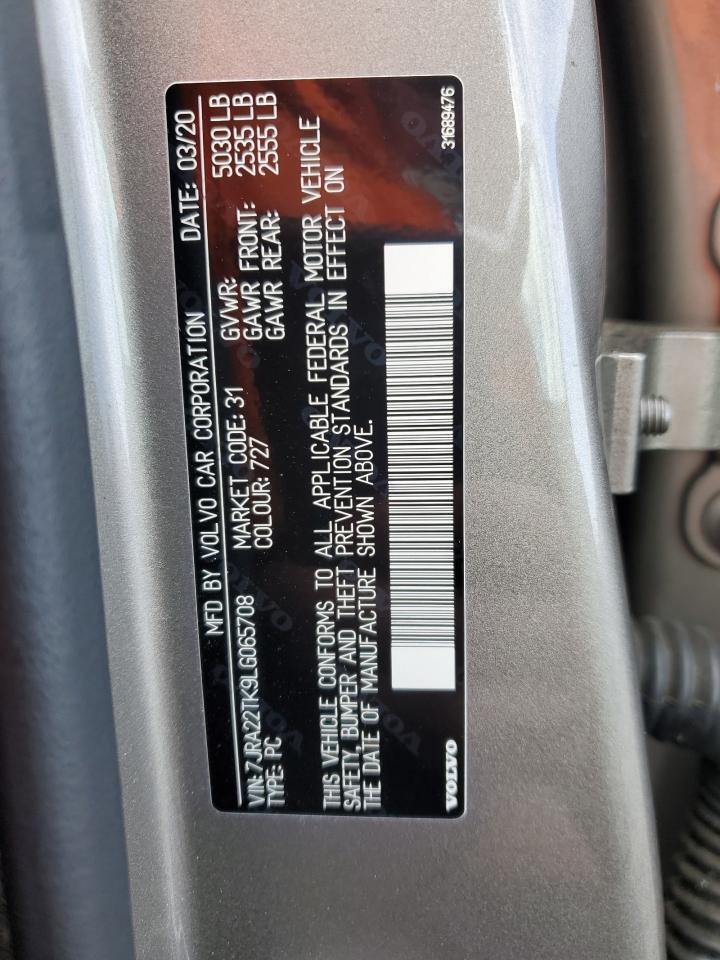 MFD BY VOLVO CAR CORPORATION DATE: 03/20
VIN: 7JRA22TK9LG065708 MARKET CODE: 31 GVWR: 5030 LB
TYPE: PC COLOUR: 727 GAWR FRONT: 2535 LB
GAWR REAR: 2555 LB
THIS VEHICLE CONFORMS TO ALL APPLICABLE FEDERAL MOTOR VEHICLE
SAFETY, BUMPER AND THEFT PREVENTION STANDARDS IN EFFECT ON
THE DATE OF MANUFACTURE SHOWN ABOVE.
VOLVO 31689476